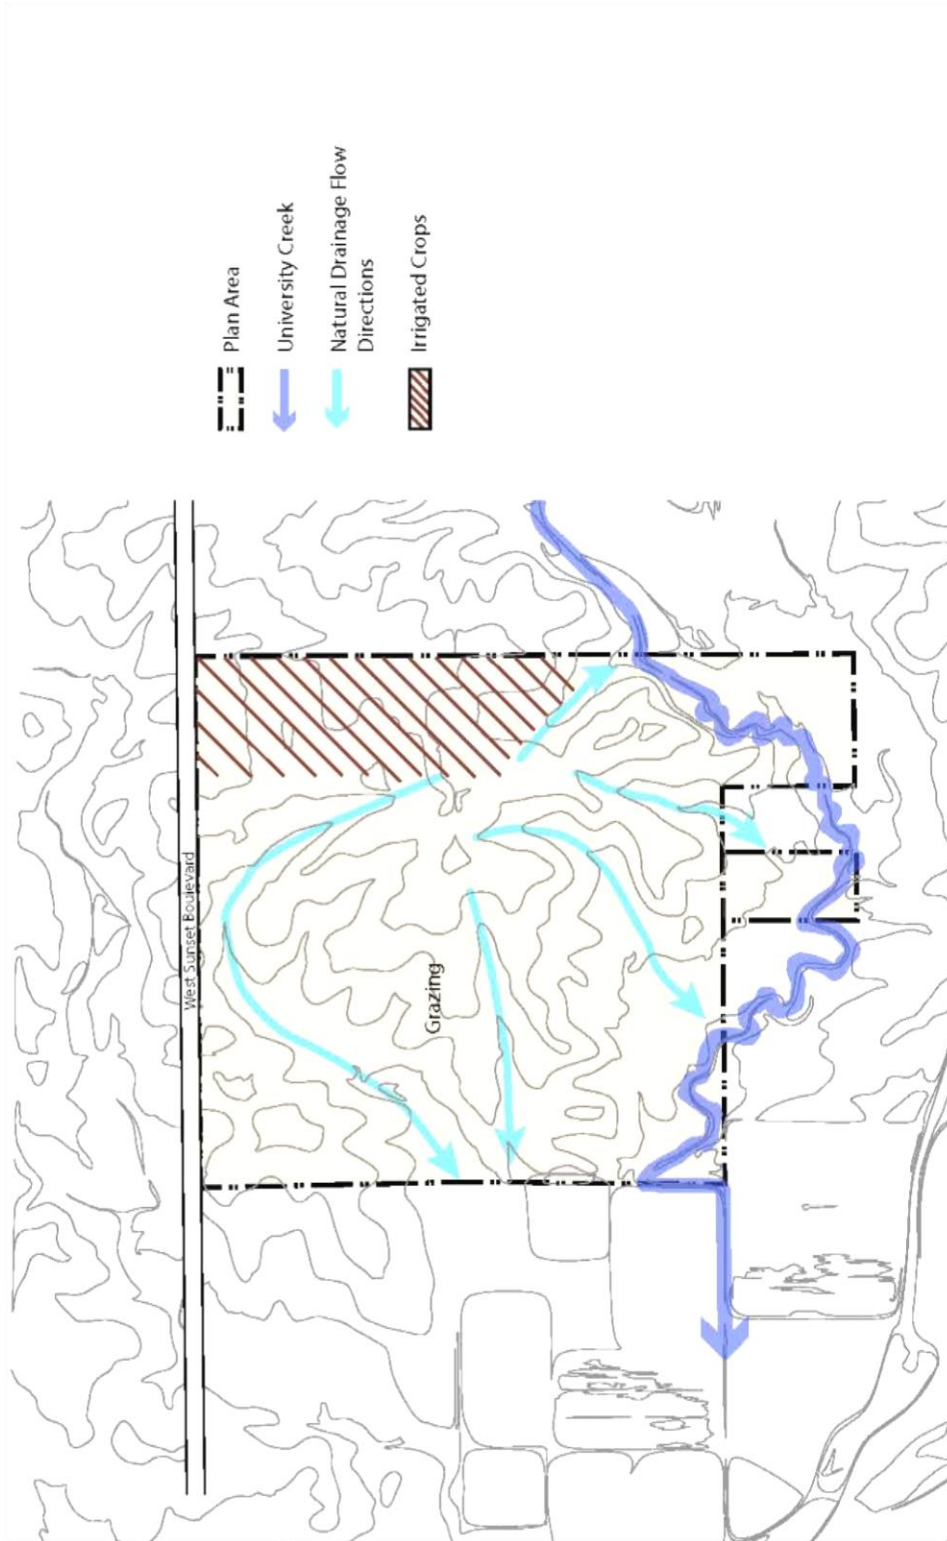 Plan Area
University Creek
Natural Drainage Flow
Directions
Irrigated Crops
West Sunset Boulevard
Grazing